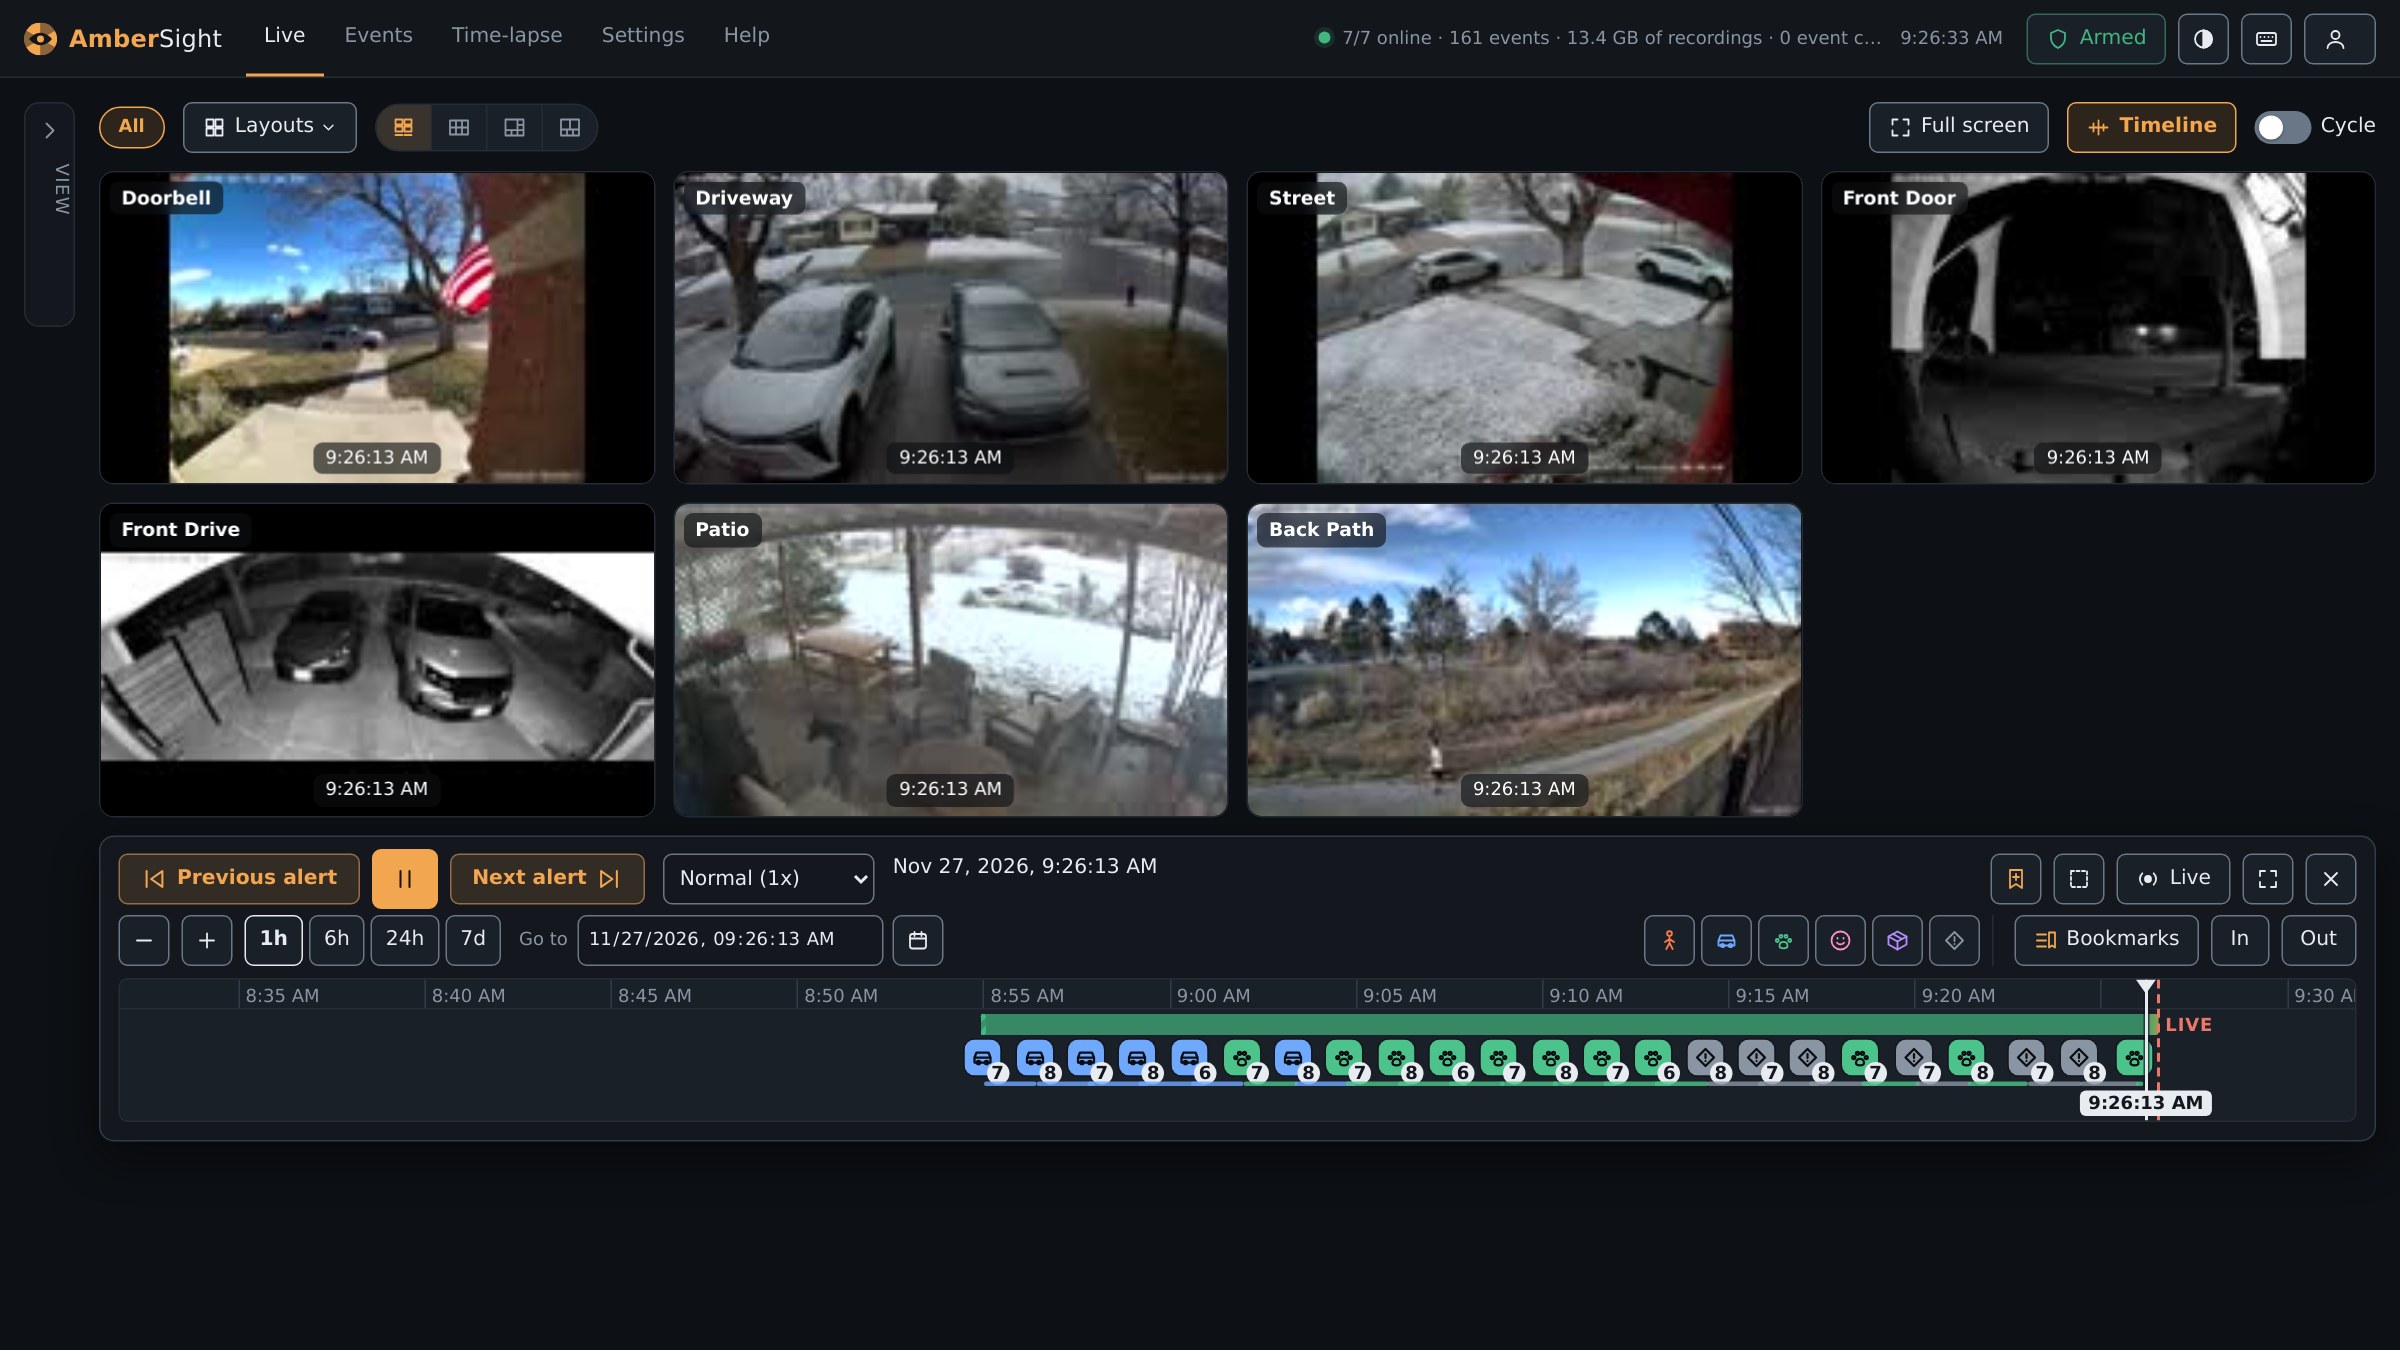 AmberSight
Live
Events
Time-lapse
Settings
Help
7/7 online · 161 events · 13.4 GB of recordings · 0 event c...
9:26:33 AM
Armed
VIEW
All
Layouts
Full screen
Timeline
Cycle
Doorbell
9:26:13 AM
Driveway
9:26:13 AM
Street
9:26:13 AM
Front Door
9:26:13 AM
Front Drive
9:26:13 AM
Patio
9:26:13 AM
Back Path
9:26:13 AM
Previous alert
Next alert
Normal (1x)
Nov 27, 2026, 9:26:13 AM
Live
1h
6h
24h
7d
Go to
11/27/2026, 09:26:13 AM
Bookmarks
In
Out
8:35 AM
8:40 AM
8:45 AM
8:50 AM
8:55 AM
9:00 AM
9:05 AM
9:10 AM
9:15 AM
9:20 AM
9:30 A
LIVE
7 8 7 8 6 7 8 7 8 6 7 8 7 6 8 7 8 7 7 8 7 8
9:26:13 AM